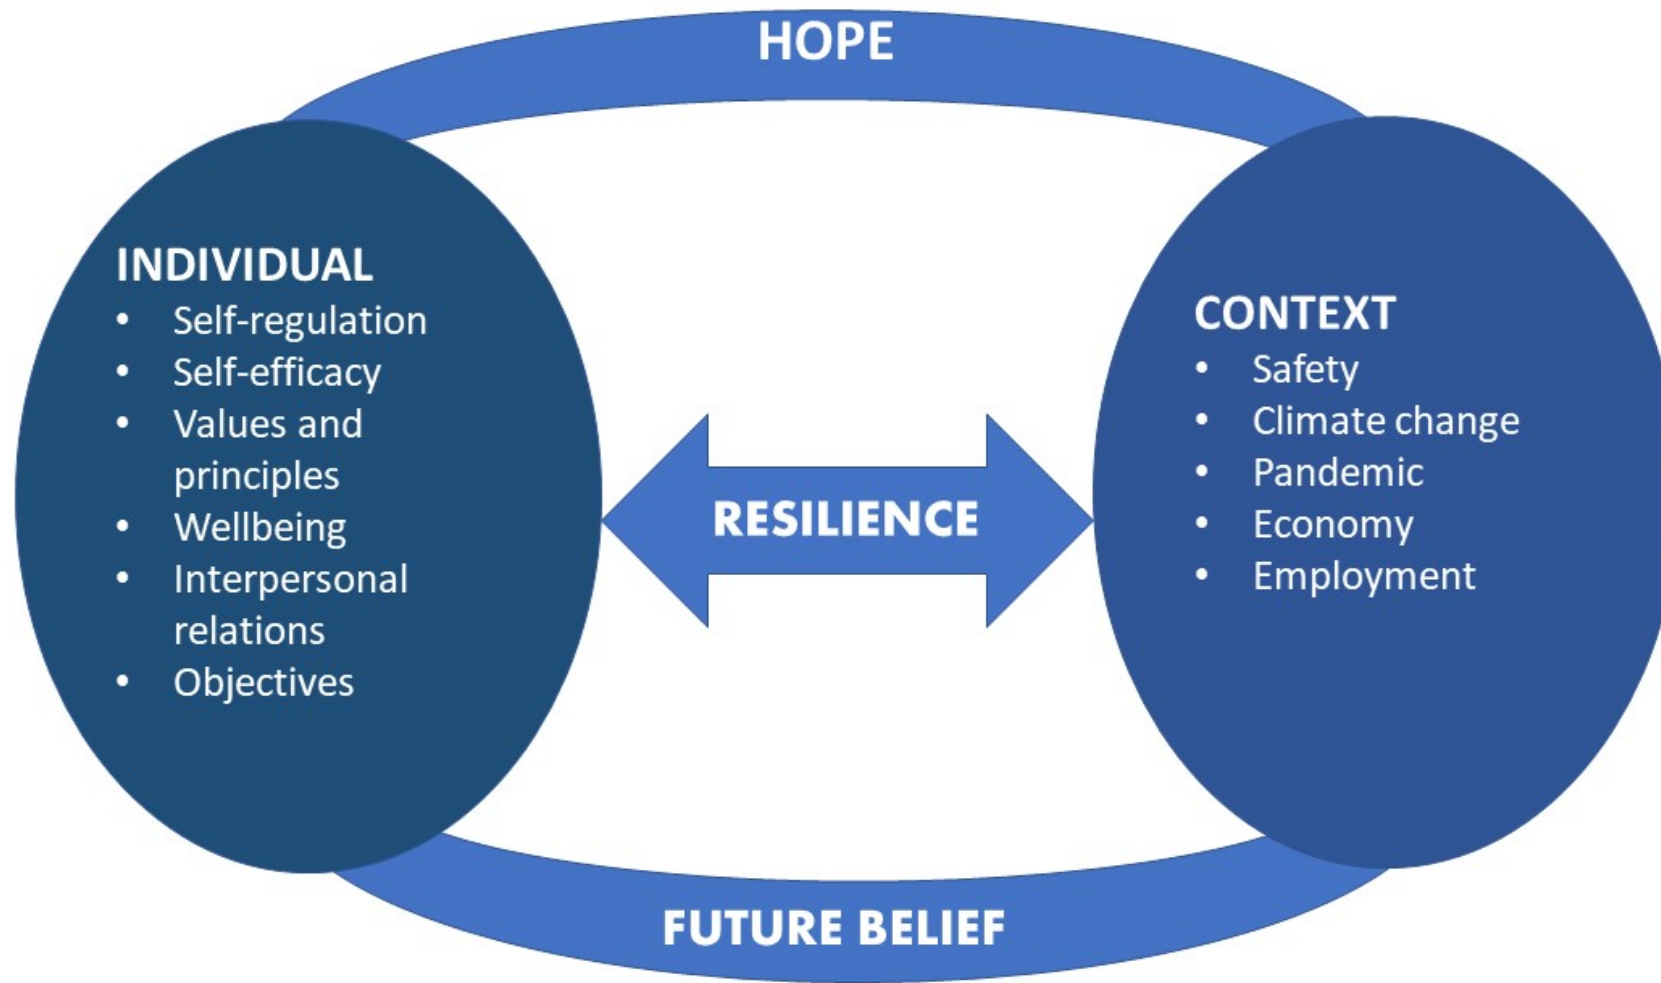 HOPE
INDIVIDUAL
• Self-regulation
• Self-efficacy
• Values and
principles
• Wellbeing
• Interpersonal
relations
• Objectives
RESILIENCE
CONTEXT
• Safety
• Climate change
• Pandemic
• Economy
• Employment
FUTURE BELIEF